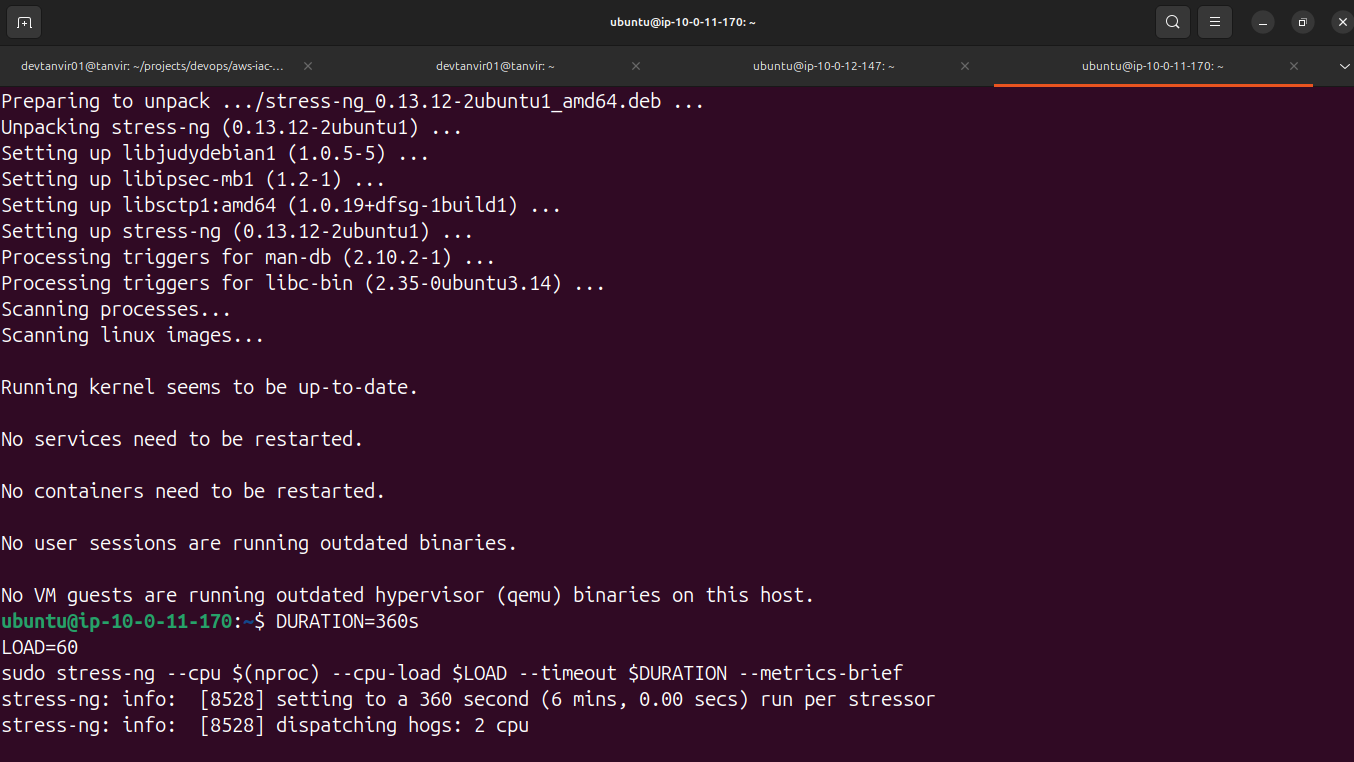 ubuntu@ip-10-0-11-170: ~
devtanvir01@tanvir: ~/projects/devops/aws-iac-...
devtanvir01@tanvir: ~
ubuntu@ip-10-0-12-147: ~
ubuntu@ip-10-0-11-170: ~
Preparing to unpack .../stress-ng_0.13.12-2ubuntu1_amd64.deb ...
Unpacking stress-ng (0.13.12-2ubuntu1) ...
Setting up libjudydebian1 (1.0.5-5) ...
Setting up libipsec-mb1 (1.2-1) ...
Setting up libsctp1:amd64 (1.0.19+dfsg-1build1) ...
Setting up stress-ng (0.13.12-2ubuntu1) ...
Processing triggers for man-db (2.10.2-1) ...
Processing triggers for libc-bin (2.35-0ubuntu3.14) ...
Scanning processes...
Scanning linux images...
Running kernel seems to be up-to-date.
No services need to be restarted.
No containers need to be restarted.
No user sessions are running outdated binaries.
No VM guests are running outdated hypervisor (qemu) binaries on this host.
ubuntu@ip-10-0-11-170:~$ DURATION=360s
LOAD=60
sudo stress-ng --cpu $(nproc) --cpu-load $LOAD --timeout $DURATION --metrics-brief
stress-ng: info:  [8528] setting to a 360 second (6 mins, 0.00 secs) run per stressor
stress-ng: info:  [8528] dispatching hogs: 2 cpu